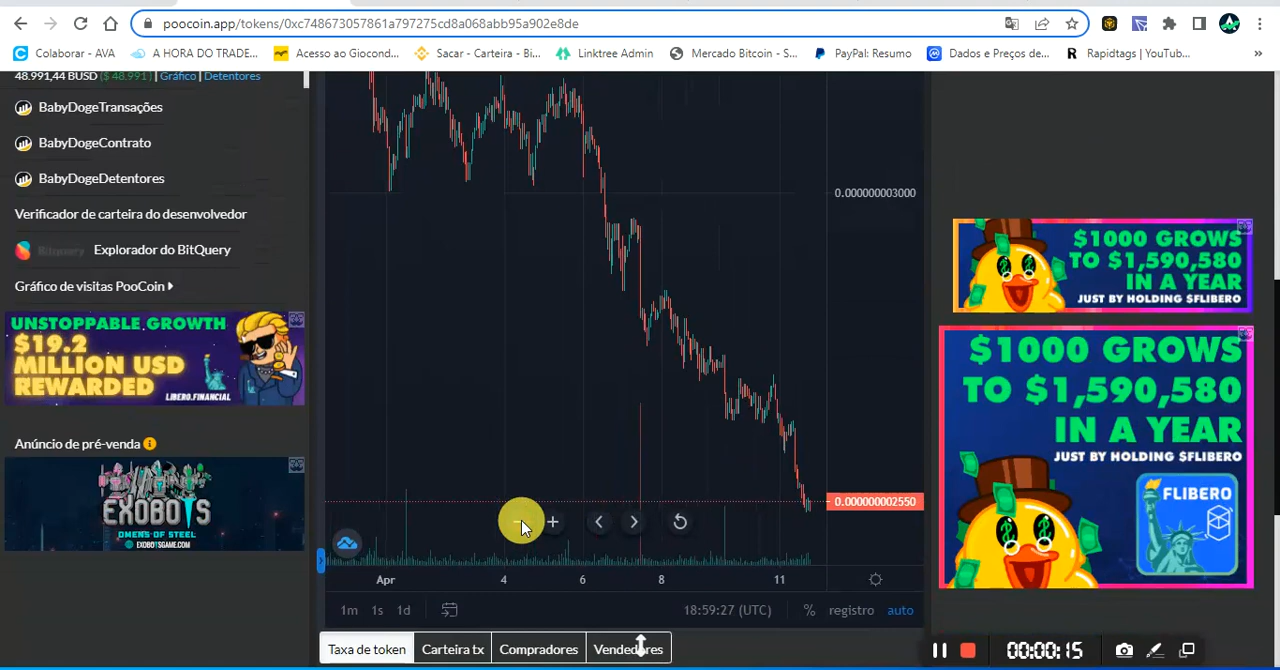 poocoin.app/tokens/0xc748673057861a797275cd8a068abb95a902e8de
Colaborar - AVA
A HORA DO TRADE...
Acesso ao Giocond...
Sacar - Carteira - Bi...
Linktree Admin
Mercado Bitcoin - S...
PayPal: Resumo
Dados e Preços de...
Rapidtags | YouTub...
»
48.991,44 BUSD ($ 48.991) | Gráfico | Detentores
BabyDogeTransações
BabyDogeContrato
BabyDogeDetentores
Verificador de carteira do desenvolvedor
Bitquery Explorador do BitQuery
Gráfico de visitas PooCoin
UNSTOPPABLE GROWTH
$19.2
MILLION USD
REWARDED
LIBERO.FINANCIAL
Anúncio de pré-venda
EXOBOTS
OMENS OF STEEL
EXOBOTSGAME.COM
0.000000003000
0.000000002550
Apr 4 6 8 11
1m 1s 1d
18:59:27 (UTC) % registro auto
Taxa de token Carteira tx Compradores Vendedores
$1000 GROWS
TO $1,590,580
IN A YEAR
JUST BY HOLDING $FLIBERO
$1000 GROWS
TO $1,590,580
IN A YEAR
JUST BY HOLDING $FLIBERO
FLIBERO
00:00:15